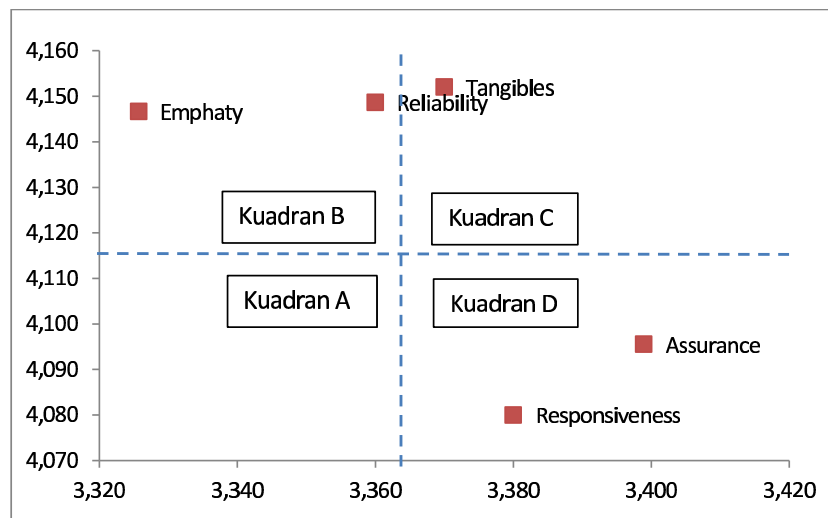 4,160
4,150
4,140
4,130
4,120
4,110
4,100
4,090
4,080
4,070
Emphaty
Reliability
Tangibles
Kuadran B
Kuadran C
Kuadran A
Kuadran D
Assurance
Responsiveness
3,320 3,340 3,360 3,380 3,400 3,420